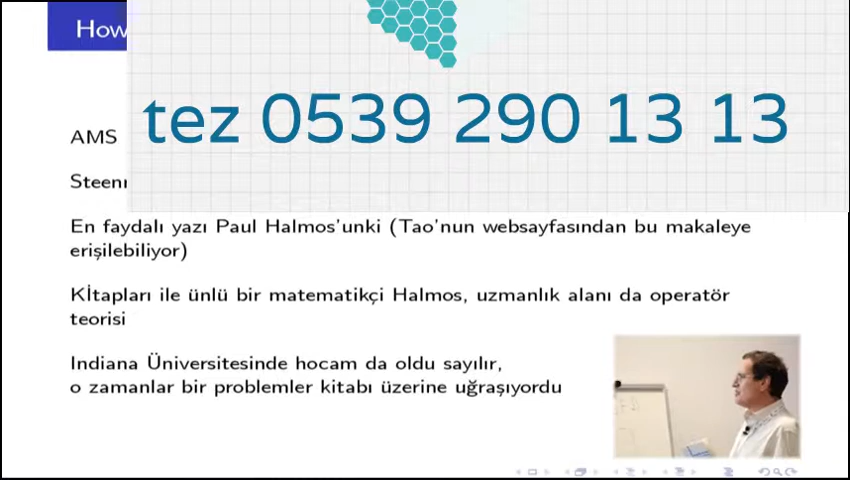 How
tez 0539 290 13 13
AMS
En faydalı yazı Paul Halmos'unki (Tao'nun websayfasından bu makaleye
erişilebiliyor)
Kİtapları ile ünlü bir matematikçi Halmos, uzmanlık alanı da operatör
teorisi
Indiana Üniversitesinde hocam da oldu sayılır,
o zamanlar bir problemler kitabı üzerine uğraşıyordu